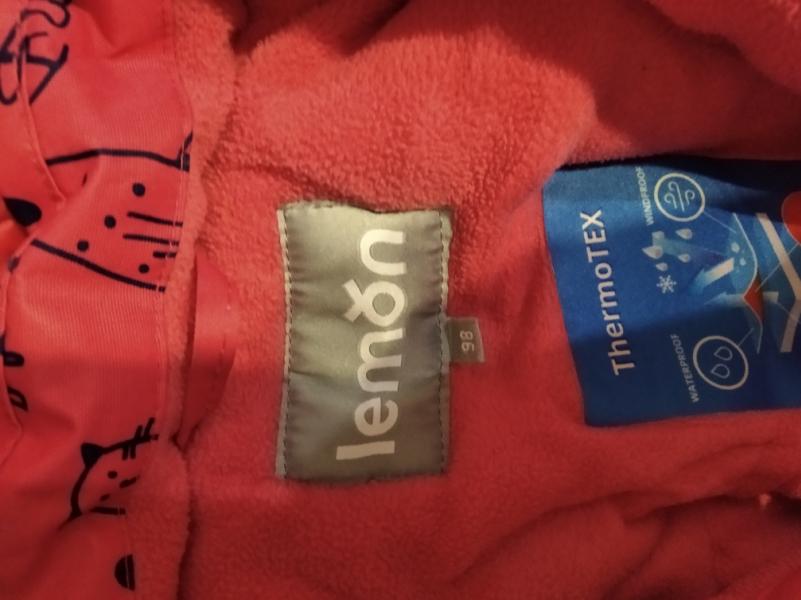 lemon
98
ThermoTEX
WINDPROOF
WATERPROOF